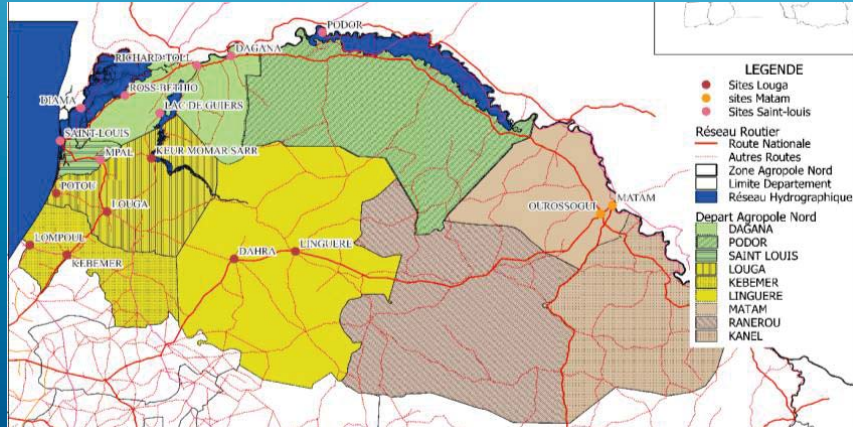 PODOR
DAGANA
RICHARD-TOLL
ROSS-BETHIO
DIAMA
LAC DE GUIERS
SAINT-LOUIS
MPAL
KEUR MOMAR SARR
POTOU
LOUGA
LOMPOUL
KEBEMER
DAHRA
LINGUERE
OUROSSOGUI
MATAM
LEGENDE
Sites Louga
sites Matam
Sites Saint-louis
Réseau Routier
Route Nationale
Autres Routes
Zone Agropole Nord
Limite Departement
Réseau Hydrographique
Depart Agropole Nord
DAGANA
PODOR
SAINT LOUIS
LOUGA
KEBEMER
LINGUERE
MATAM
RANEROU
KANEL